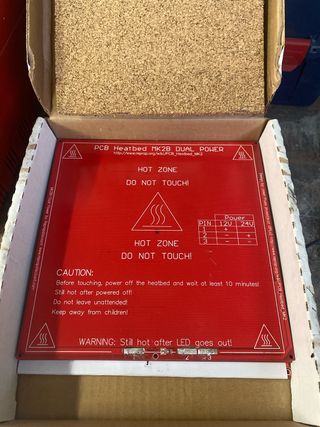 PCB Heatbed MK2B DUAL POWER
http://www.reprap.org/wiki/PCB_Heatbed_MK2
HOT ZONE
DO NOT TOUCH!
Power
PIN 12V 24V
1 + +
2 - -
3 - -
HOT ZONE
DO NOT TOUCH!
CAUTION:
Before touching, power off the heatbed and wait at least 10 minutes!
Still hot after powered off!
Do not leave unattended!
Keep away from children!
WARNING: Still hot after LED goes out!